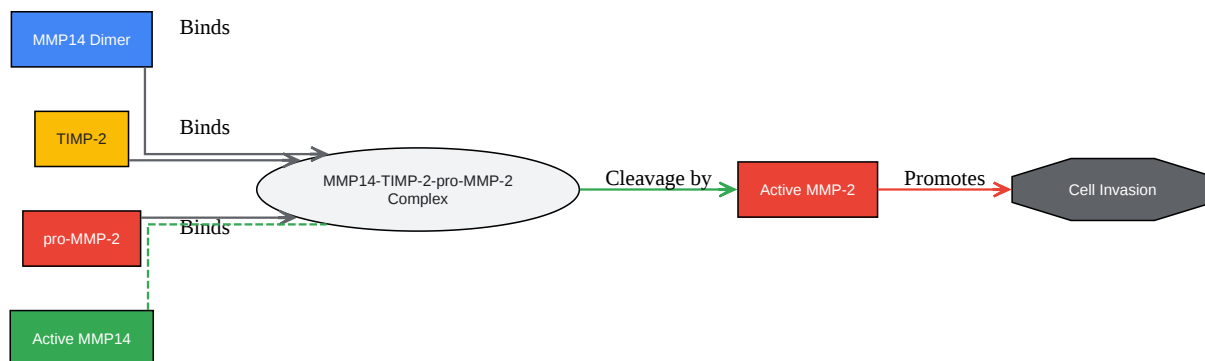 MMP14 Dimer
Binds
TIMP-2
Binds
MMP14-TIMP-2-pro-MMP-2
Complex
Cleavage by
Active MMP-2
Promotes
Cell Invasion
pro-MMP-2
Binds
Active MMP14